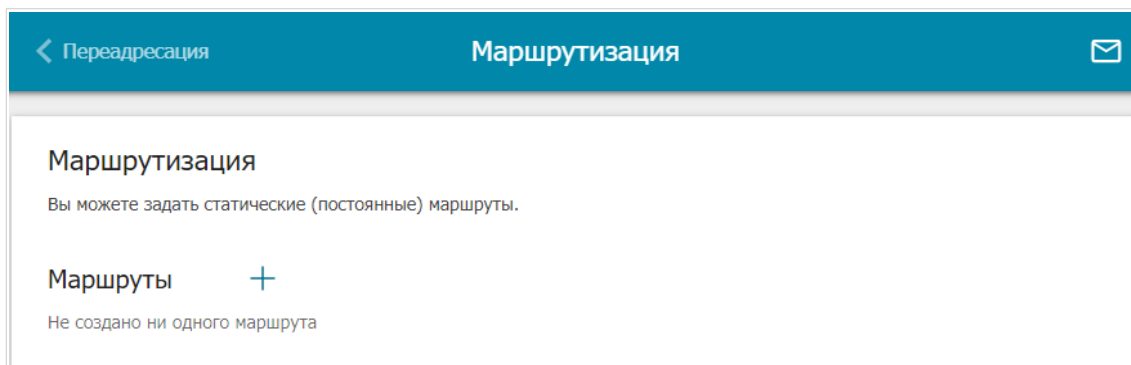 Переадресация
Маршрутизация
Маршрутизация
Вы можете задать статические (постоянные) маршруты.
Маршруты
Не создано ни одного маршрута